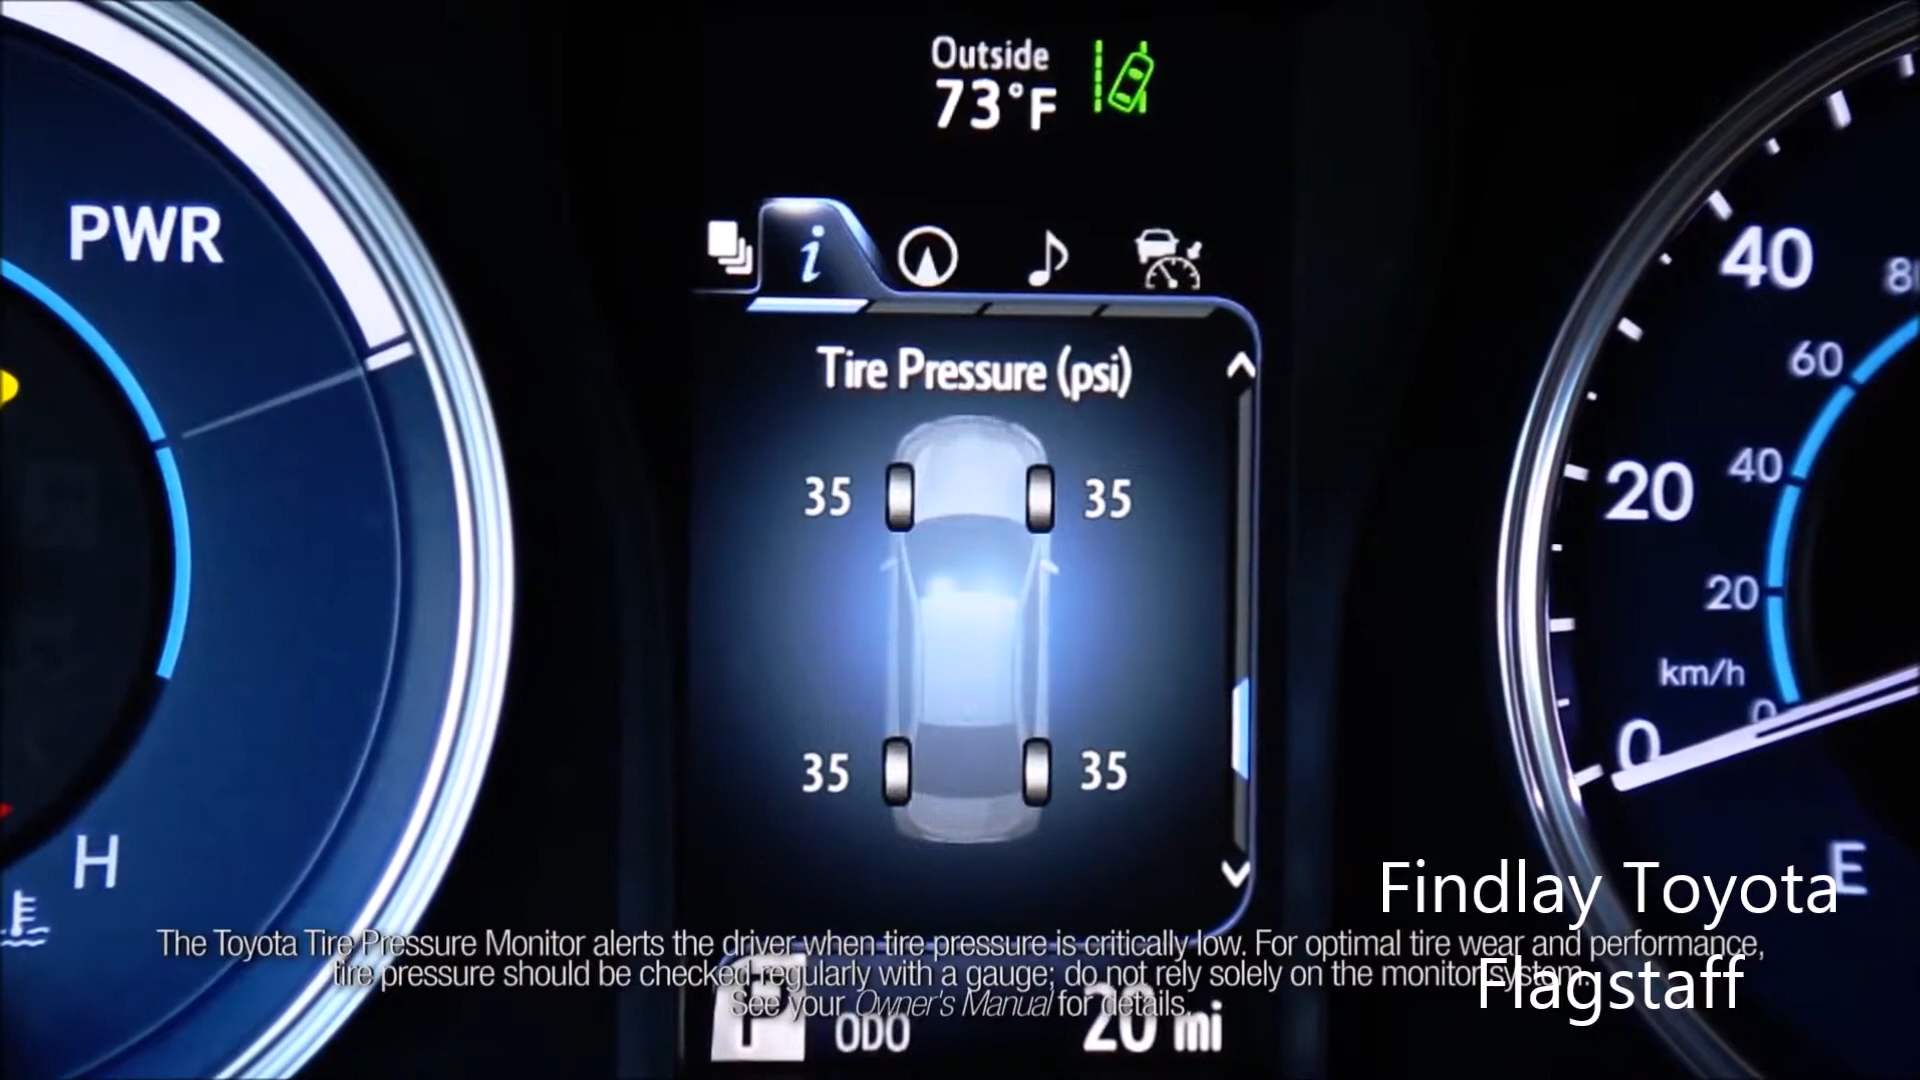 Outside
73°F
PWR
i
40
80
60
Tire Pressure (psi)
35 35
20
40
20
km/h
0
0
35 35
H
E
Findlay Toyota
Flagstaff
The Toyota Tire Pressure Monitor alerts the driver when tire pressure is critically low. For optimal tire wear and performance,
tire pressure should be checked regularly with a gauge; do not rely solely on the monitor system.
See your Owner's Manual for details.
P ODO 20 mi